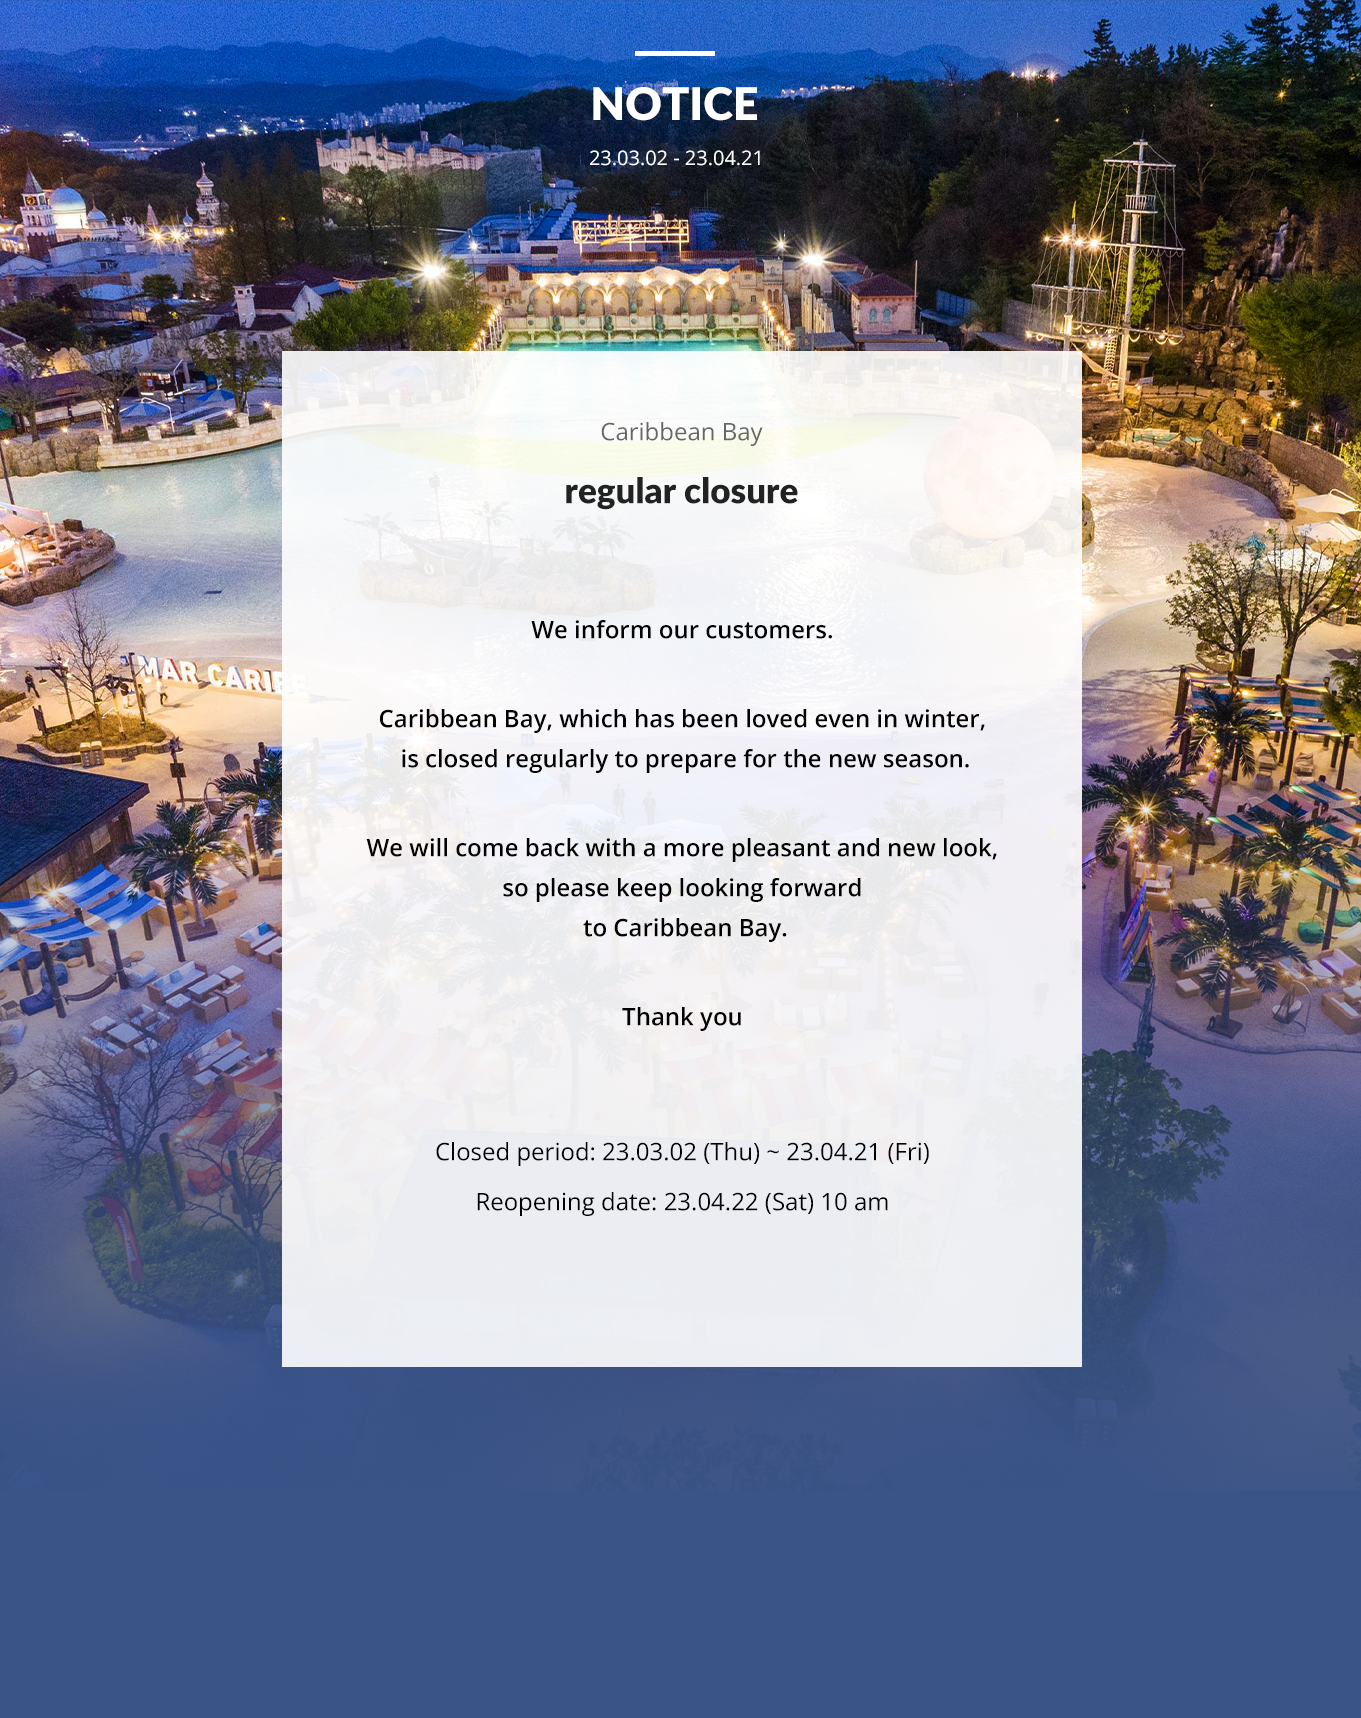 NOTICE
23.03.02 - 23.04.21
MAR CARIBE
Caribbean Bay
regular closure
We inform our customers.
Caribbean Bay, which has been loved even in winter,
is closed regularly to prepare for the new season.
We will come back with a more pleasant and new look,
so please keep looking forward
to Caribbean Bay.
Thank you
Closed period: 23.03.02 (Thu) ~ 23.04.21 (Fri)
Reopening date: 23.04.22 (Sat) 10 am